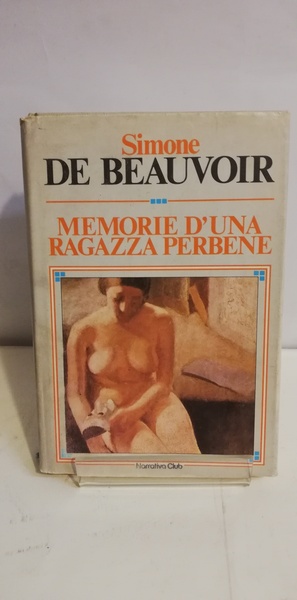 Simone
DE BEAUVOIR
MEMORIE D'UNA
RAGAZZA PERBENE
Narrativa Club